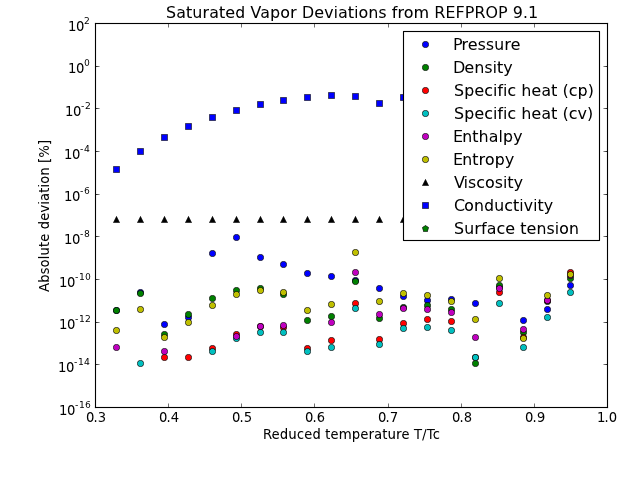 Saturated Vapor Deviations from REFPROP 9.1
Absolute deviation [%]
10^2
10^0
10^-2
10^-4
10^-6
10^-8
10^-10
10^-12
10^-14
10^-16
Pressure
Density
Specific heat (cp)
Specific heat (cv)
Enthalpy
Entropy
Viscosity
Conductivity
Surface tension
0.3 0.4 0.5 0.6 0.7 0.8 0.9 1.0
Reduced temperature T/Tc